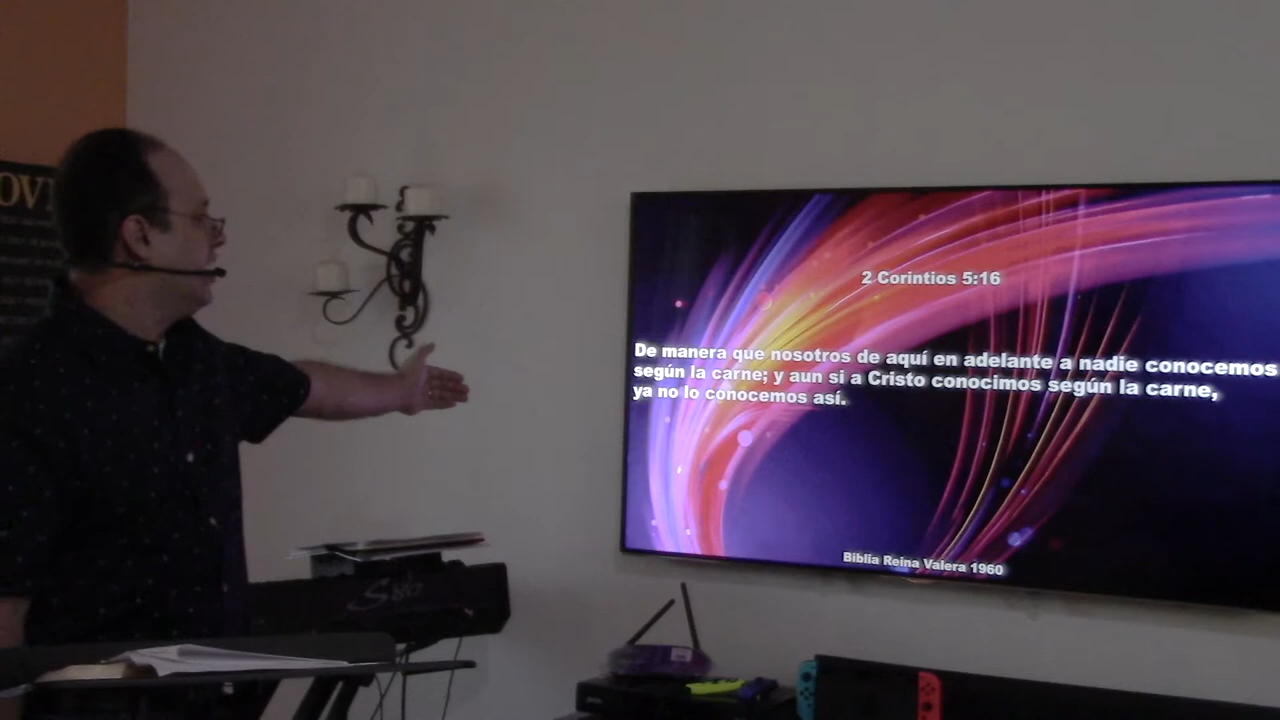 OVE
2 Corintios 5:16
De manera que nosotros de aquí en adelante a nadie conocemos
según la carne; y aun si a Cristo conocimos según la carne,
ya no lo conocemos así.
Biblia Reina Valera 1960